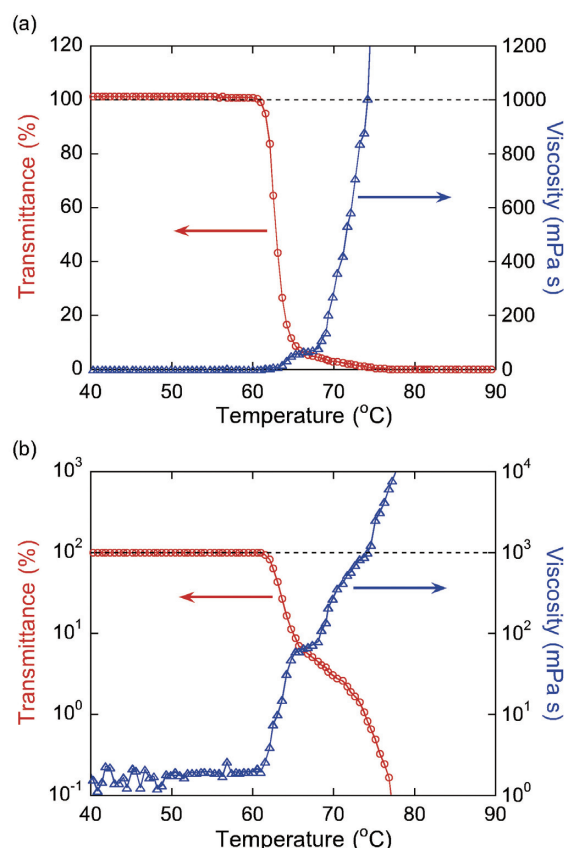 (a)
120
100
80
60
40
20
0
Transmittance (%)
1200
1000
800
600
400
200
0
Viscosity (mPa s)
40 50 60 70 80 90
Temperature (°C)
(b)
10³
10²
10¹
10⁰
10⁻¹
Transmittance (%)
10⁴
10³
10²
10¹
10⁰
Viscosity (mPa s)
40 50 60 70 80 90
Temperature (°C)